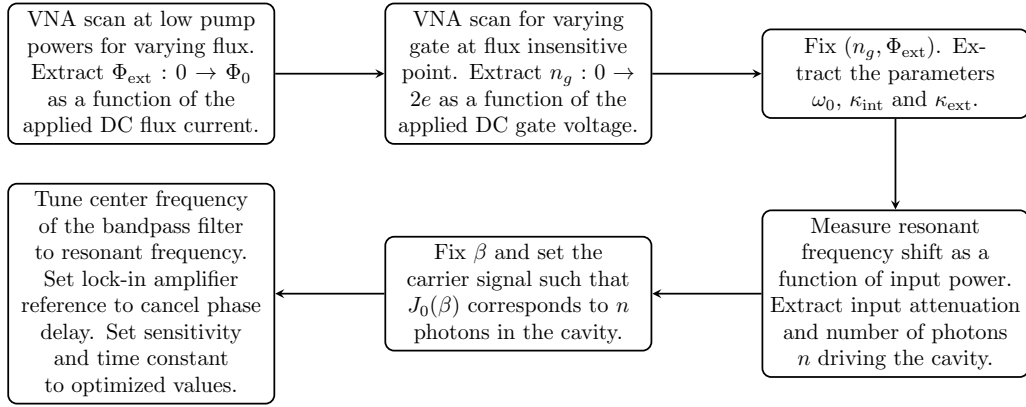 VNA scan at low pump
powers for varying flux.
Extract Φext : 0 → Φ0
as a function of the
applied DC flux current.
VNA scan for varying
gate at flux insensitive
point. Extract ng : 0 →
2e as a function of the
applied DC gate voltage.
Fix (ng, Φext). Ex-
tract the parameters
ω0, κint and κext.
Measure resonant
frequency shift as a
function of input power.
Extract input attenuation
and number of photons
n driving the cavity.
Fix β and set the
carrier signal such that
J0(β) corresponds to n
photons in the cavity.
Tune center frequency
of the bandpass filter
to resonant frequency.
Set lock-in amplifier
reference to cancel phase
delay. Set sensitivity
and time constant
to optimized values.